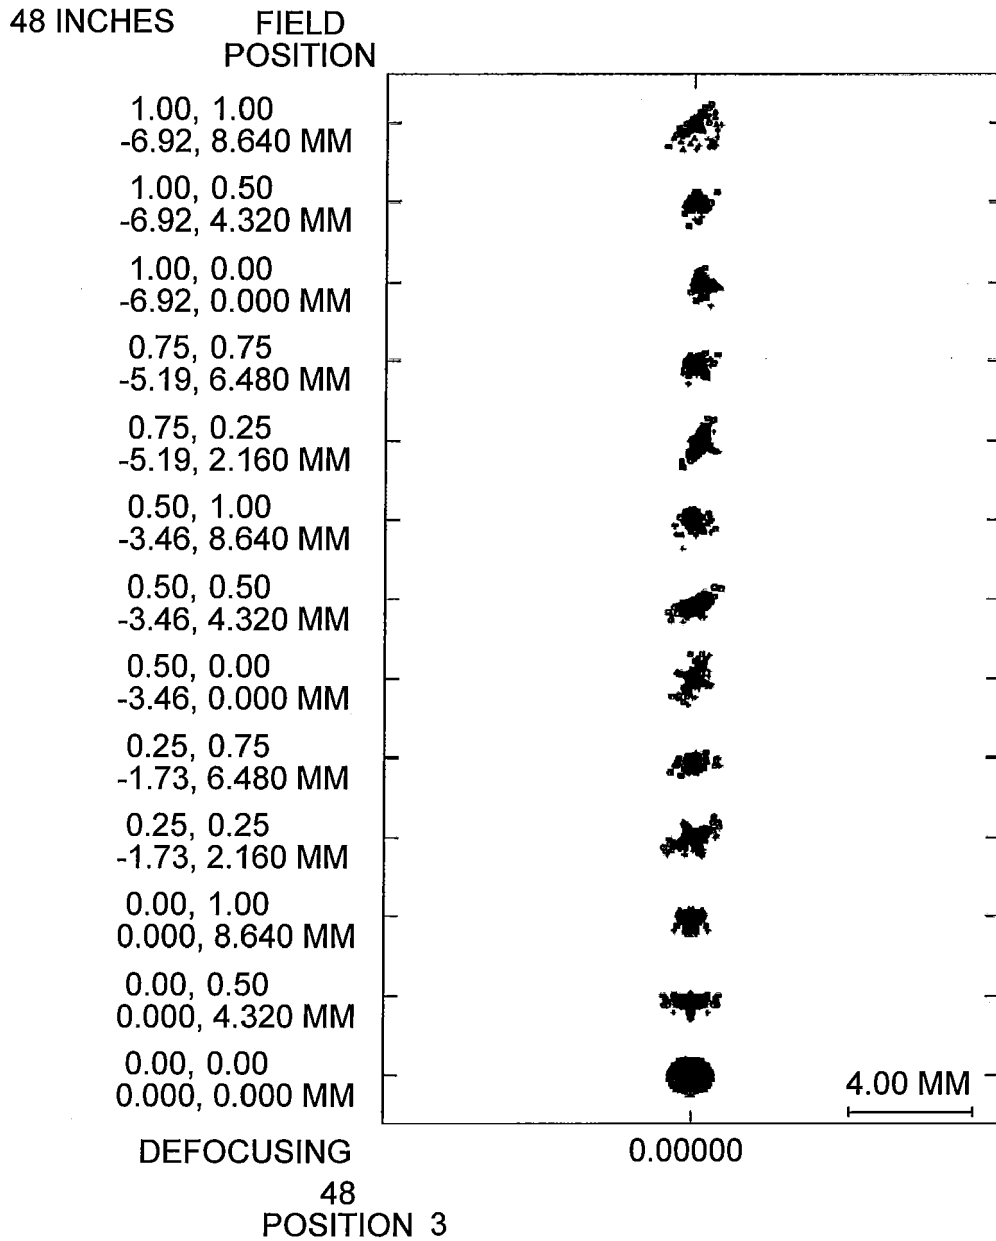 48 INCHES
FIELD
POSITION
1.00, 1.00
-6.92, 8.640 MM
1.00, 0.50
-6.92, 4.320 MM
1.00, 0.00
-6.92, 0.000 MM
0.75, 0.75
-5.19, 6.480 MM
0.75, 0.25
-5.19, 2.160 MM
0.50, 1.00
-3.46, 8.640 MM
0.50, 0.50
-3.46, 4.320 MM
0.50, 0.00
-3.46, 0.000 MM
0.25, 0.75
-1.73, 6.480 MM
0.25, 0.25
-1.73, 2.160 MM
0.00, 1.00
0.000, 8.640 MM
0.00, 0.50
0.000, 4.320 MM
0.00, 0.00
0.000, 0.000 MM
4.00 MM
DEFOCUSING 0.00000
48
POSITION 3